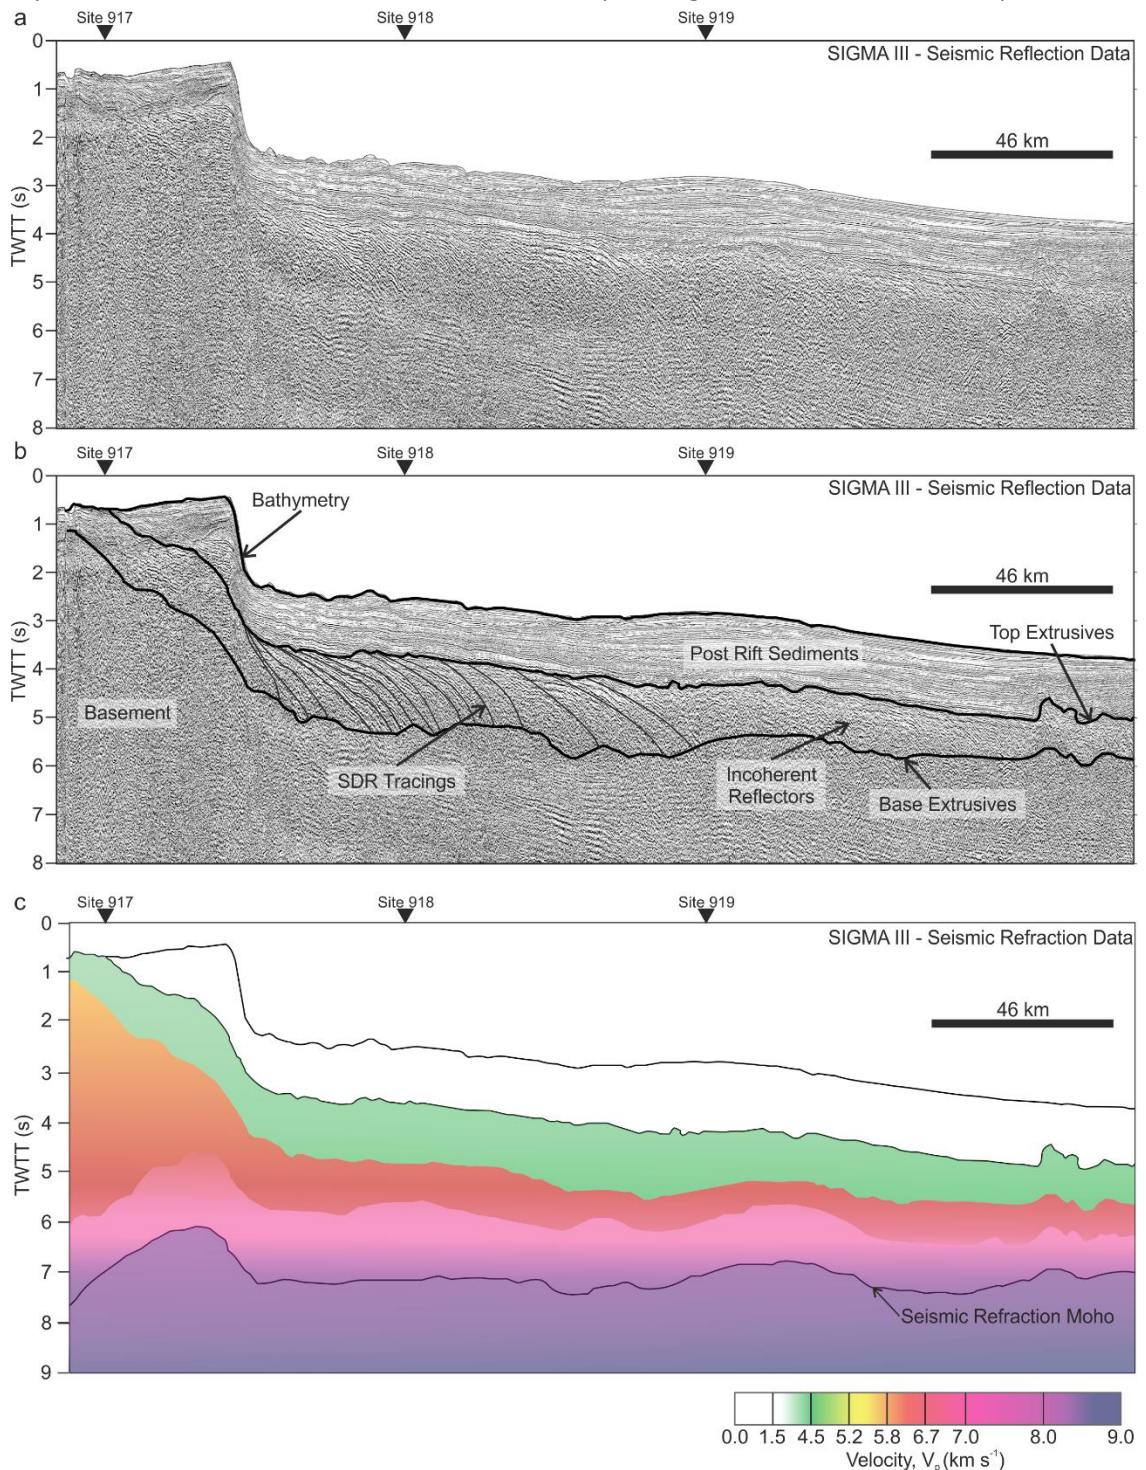 a
Site 917
Site 918
Site 919
SIGMA III - Seismic Reflection Data
46 km
TWTT (s)
0
1
2
3
4
5
6
7
8
b
Site 917
Site 918
Site 919
SIGMA III - Seismic Reflection Data
Bathymetry
46 km
Top Extrusives
Post Rift Sediments
Basement
SDR Tracings
Incoherent
Reflectors
Base Extrusives
TWTT (s)
0
1
2
3
4
5
6
7
8
c
Site 917
Site 918
Site 919
SIGMA III - Seismic Refraction Data
46 km
TWTT (s)
0
1
2
3
4
5
6
7
8
9
Seismic Refraction Moho
0.0 1.5 4.5 5.2 5.8 6.7 7.0 8.0 9.0
Velocity, Vp (km s⁻¹)